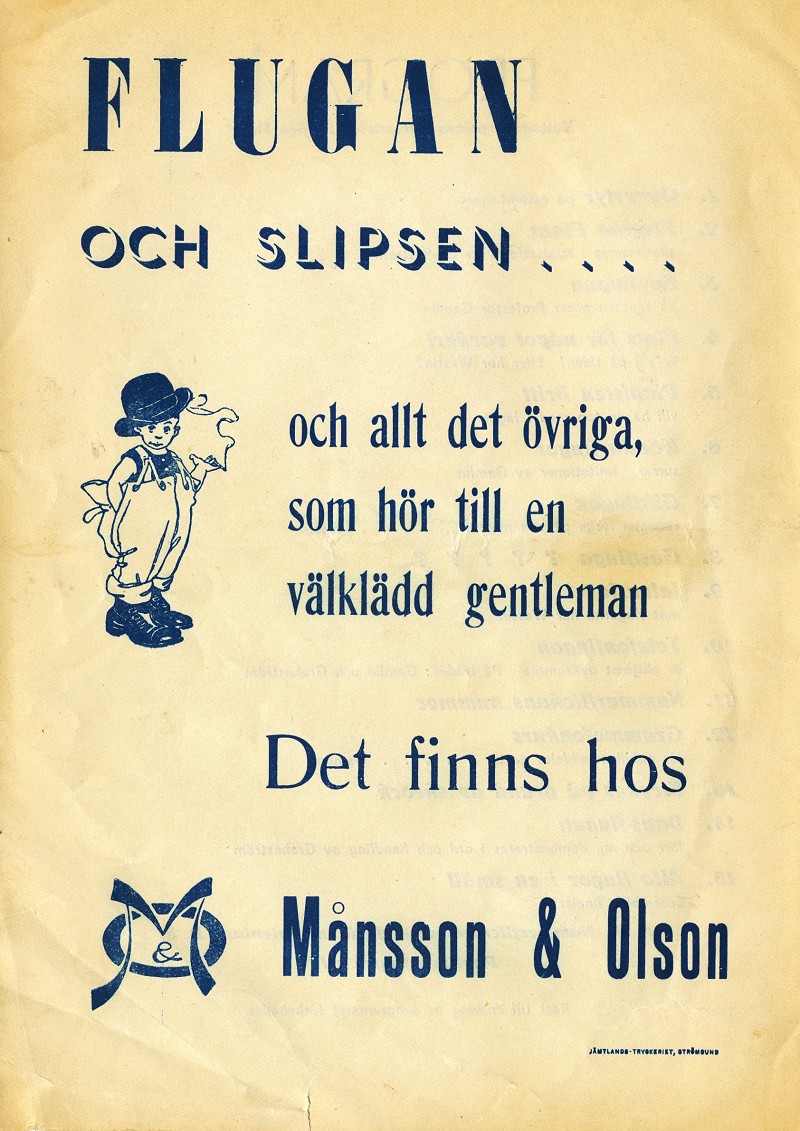 FLUGAN
OCH SLIPSEN....
och allt det övriga,
som hör till en
välklädd gentleman
Det finns hos
M & O
Månsson & Olson
JÄMTLANDS-TRYCKERIET, STRÖMSUND